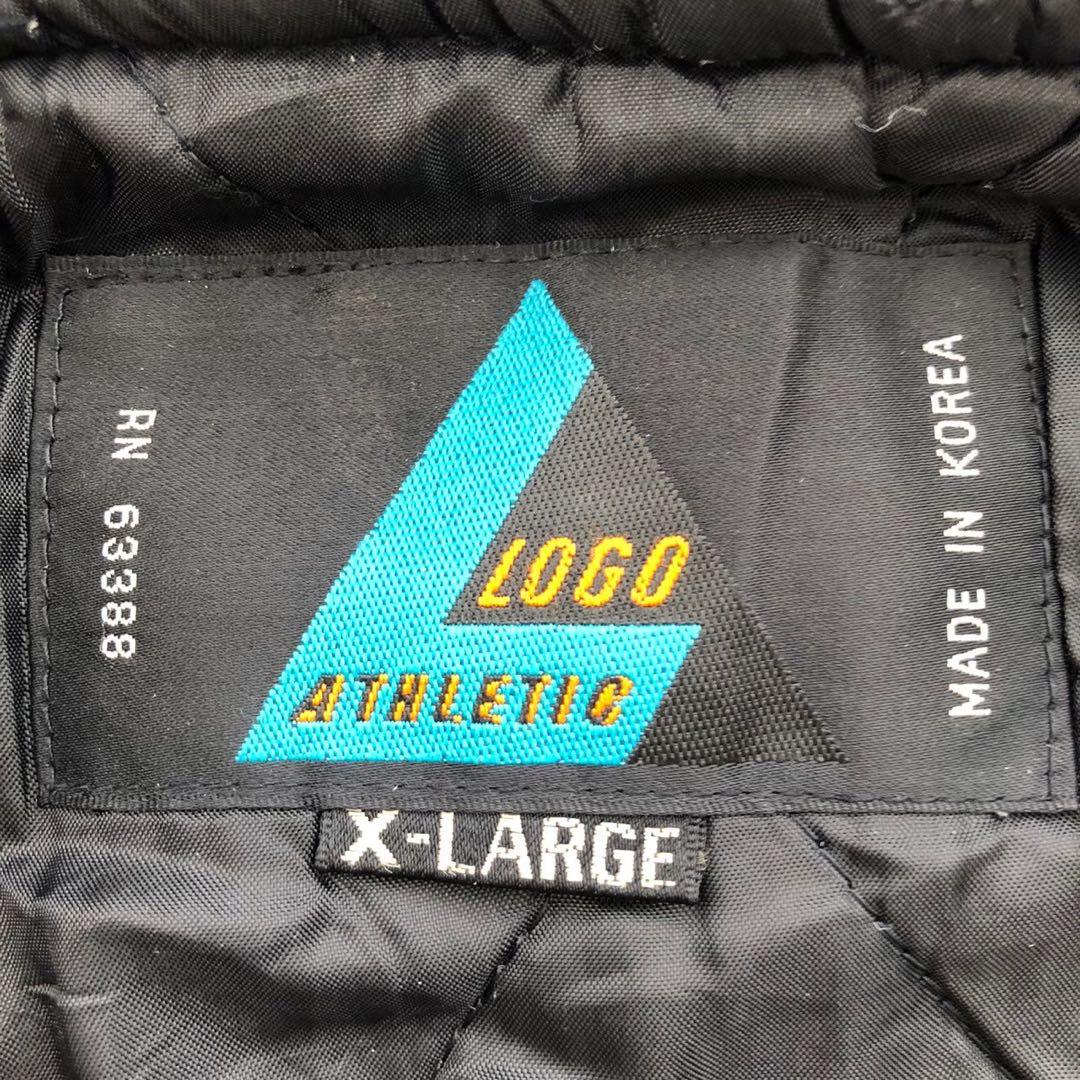 RN 63388
LOGO
ATHLETIC
MADE IN KOREA
X-LARGE